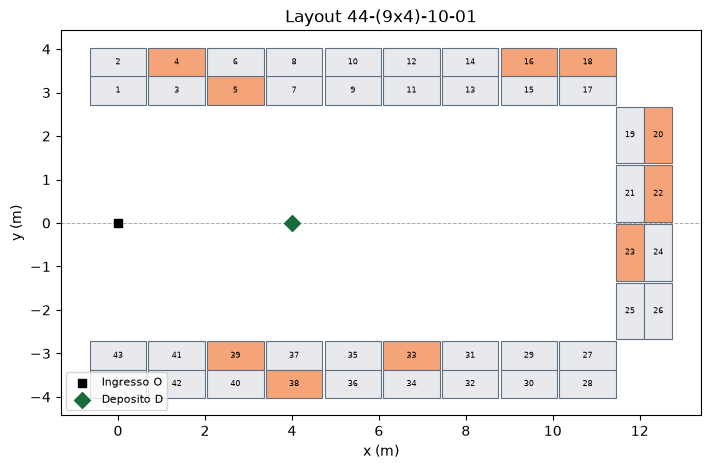 Layout 44-(9x4)-10-01
y (m)
4
3
2
1
0
−1
−2
−3
−4
2 4 6 8 10 12 14 16 18
1 3 5 7 9 11 13 15 17
19 20
21 22
23 24
25 26
43 41 39 37 35 33 31 29 27
42 40 38 36 34 32 30 28
Ingresso O
Deposito D
0 2 4 6 8 10 12
x (m)